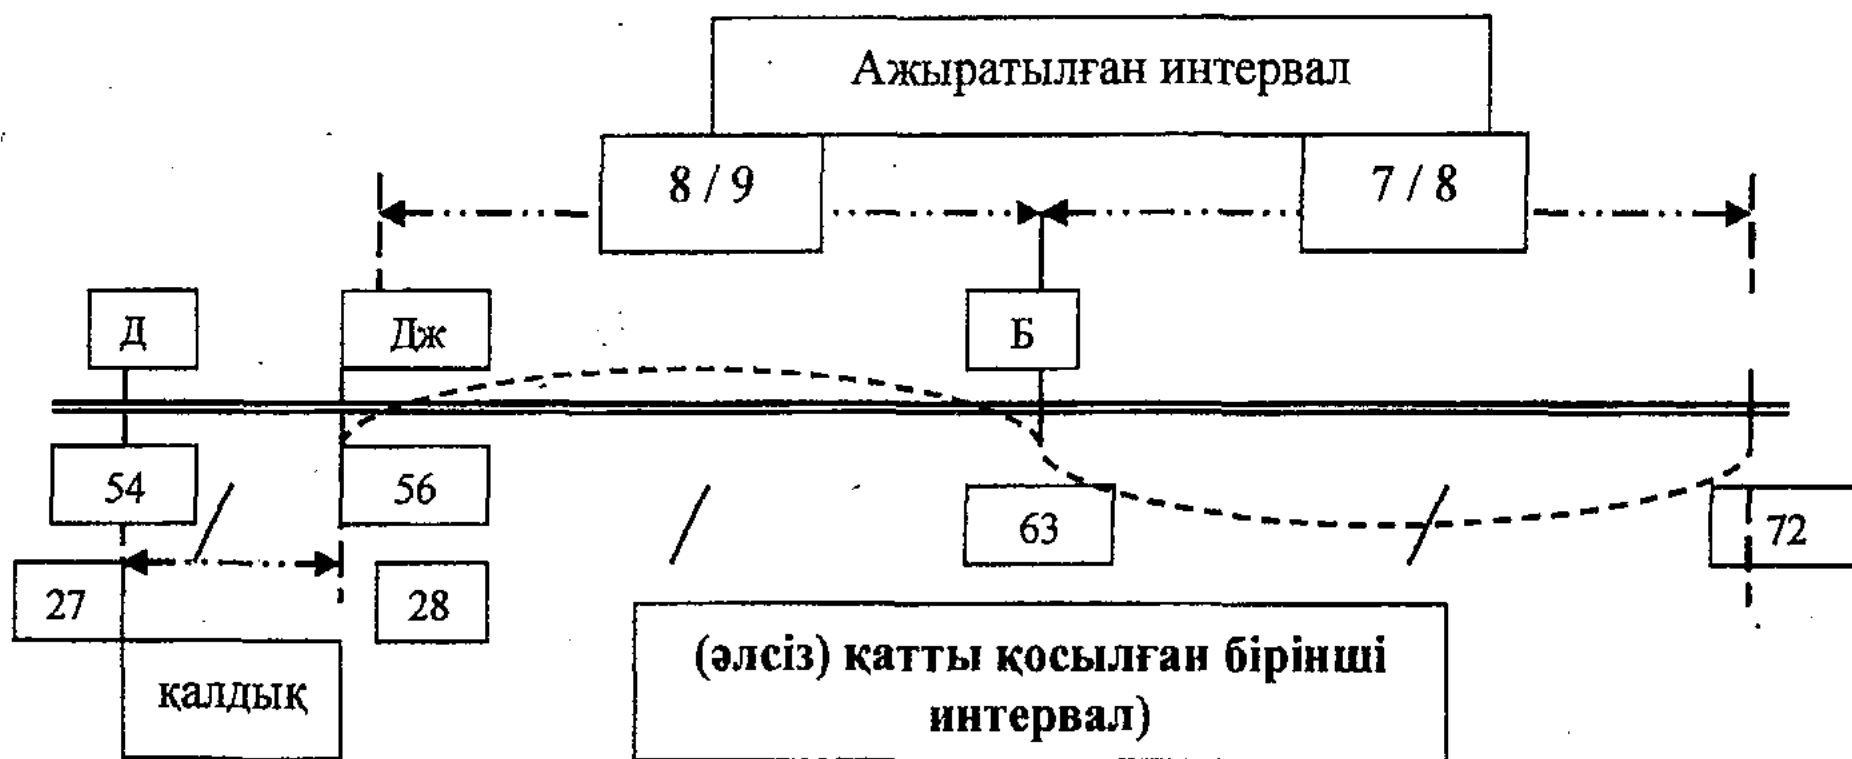 Ажыратылған интервал
8 / 9
7 / 8
Д
Дж
Б
54
56
63
72
27
28
қалдық
(әлсіз) қатты қосылған бірінші
интервал)